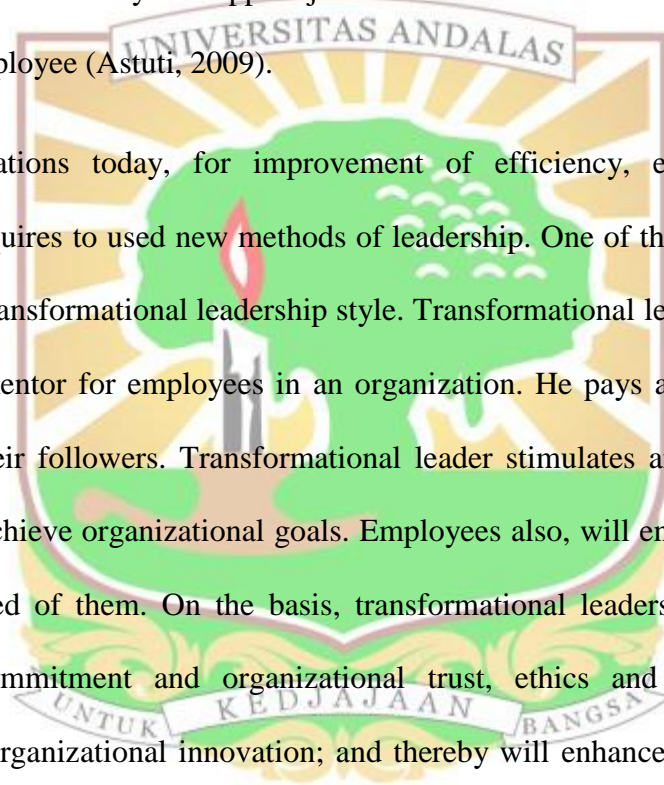 UNIVERSITAS ANDALAS
ployee (Astuti, 2009).
ations today, for improvement of efficiency, e
quires to used new methods of leadership. One of th
ransformational leadership style. Transformational le
entor for employees in an organization. He pays a
eir followers. Transformational leader stimulates a
chieve organizational goals. Employees also, will en
ed of them. On the basis, transformational leaders
mmitment and organizational trust, ethics and
UNTUK KEDJAJAAN BANGSA
rganizational innovation; and thereby will enhance